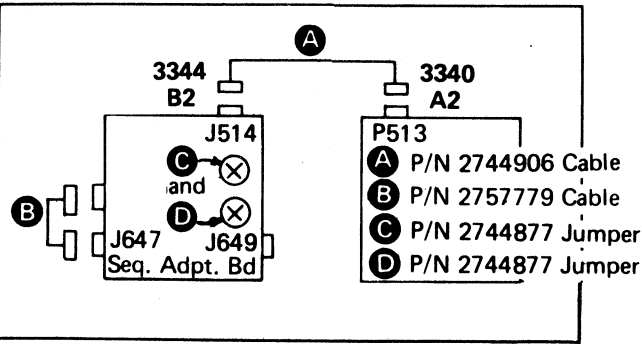 A
3344
B2
3340
A2
J514
P513
C
and
D
B
J647
J649
Seq. Adpt. Bd
A P/N 2744906 Cable
B P/N 2757779 Cable
C P/N 2744877 Jumper
D P/N 2744877 Jumper